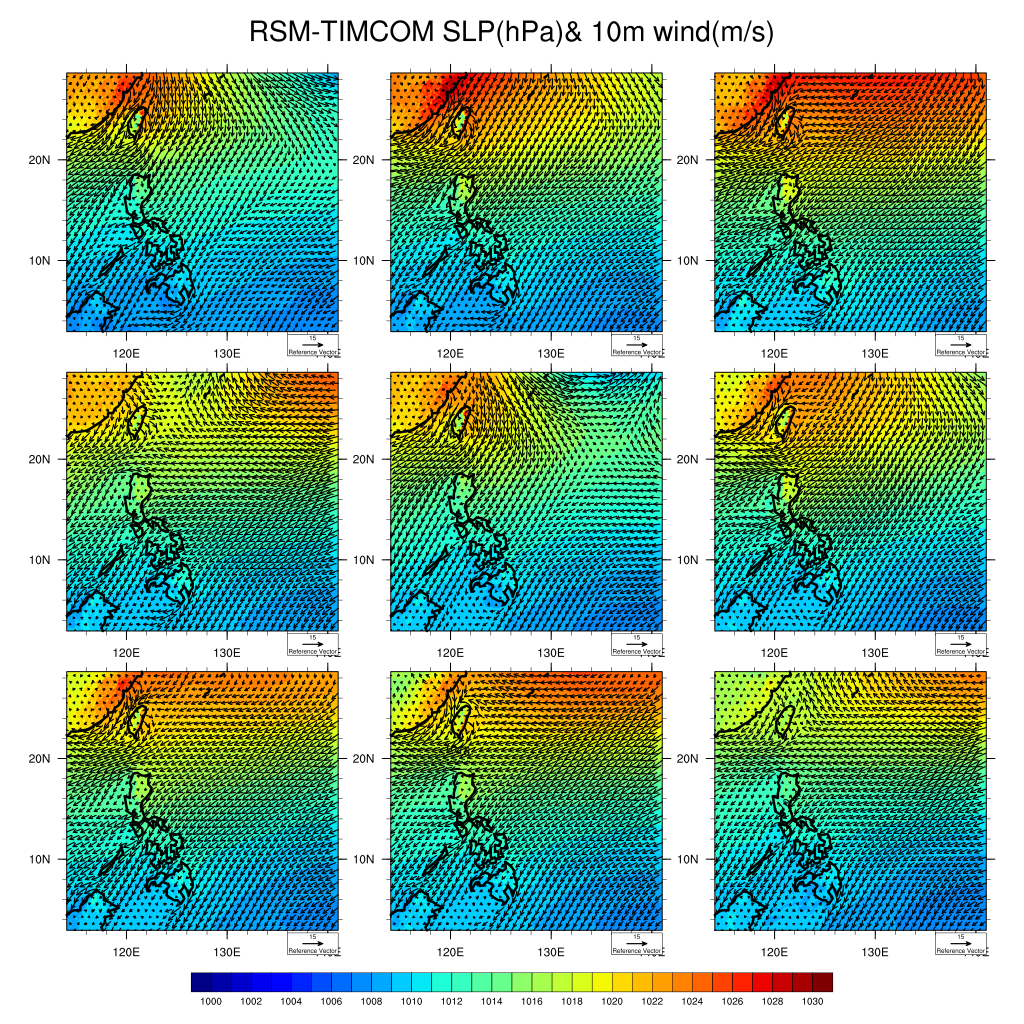 RSM-TIMCOM SLP(hPa)& 10m wind(m/s)
20N 20N 20N
10N 10N 10N
15 15 15
Reference Vector Reference Vector Reference Vector
120E 130E 120E 130E 120E 130E
20N 20N 20N
10N 10N 10N
15 15 15
Reference Vector Reference Vector Reference Vector
120E 130E 120E 130E 120E 130E
20N 20N 20N
10N 10N 10N
15 15 15
Reference Vector Reference Vector Reference Vector
120E 130E 120E 130E 120E 130E
1000 1002 1004 1006 1008 1010 1012 1014 1016 1018 1020 1022 1024 1026 1028 1030